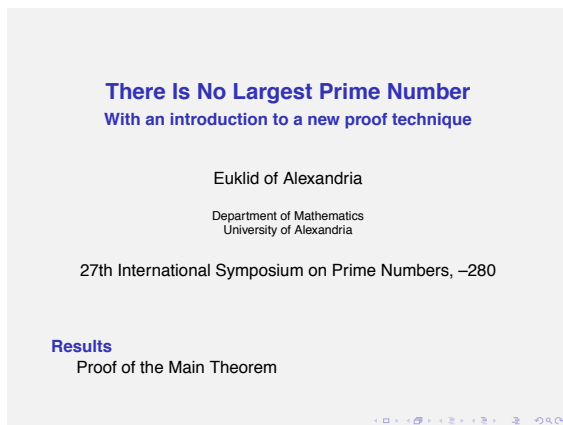 There Is No Largest Prime Number
With an introduction to a new proof technique
Euklid of Alexandria
Department of Mathematics
University of Alexandria
27th International Symposium on Prime Numbers, –280
Results
Proof of the Main Theorem